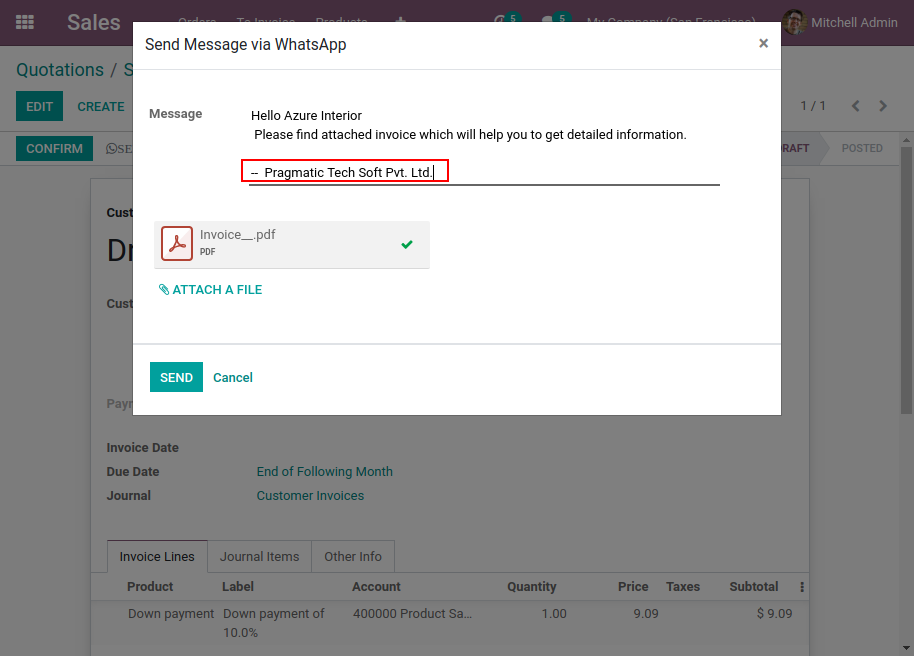 Sales
Orders To Invoice Products + 5 5 My Company (San Francisco) Mitchell Admin
Send Message via WhatsApp ×
Quotations / S
EDIT CREATE 1 / 1
Message
Hello Azure Interior
Please find attached invoice which will help you to get detailed information.
CONFIRM SE RAFT POSTED
-- Pragmatic Tech Soft Pvt. Ltd.
Cust
Dr
Invoice__.pdf
PDF
ATTACH A FILE
Cust
SEND Cancel
Payn
Invoice Date
Due Date End of Following Month
Journal Customer Invoices
Invoice Lines Journal Items Other Info
Product Label Account Quantity Price Taxes Subtotal
Down payment Down payment of 400000 Product Sa... 1.00 9.09 $ 9.09
10.0%